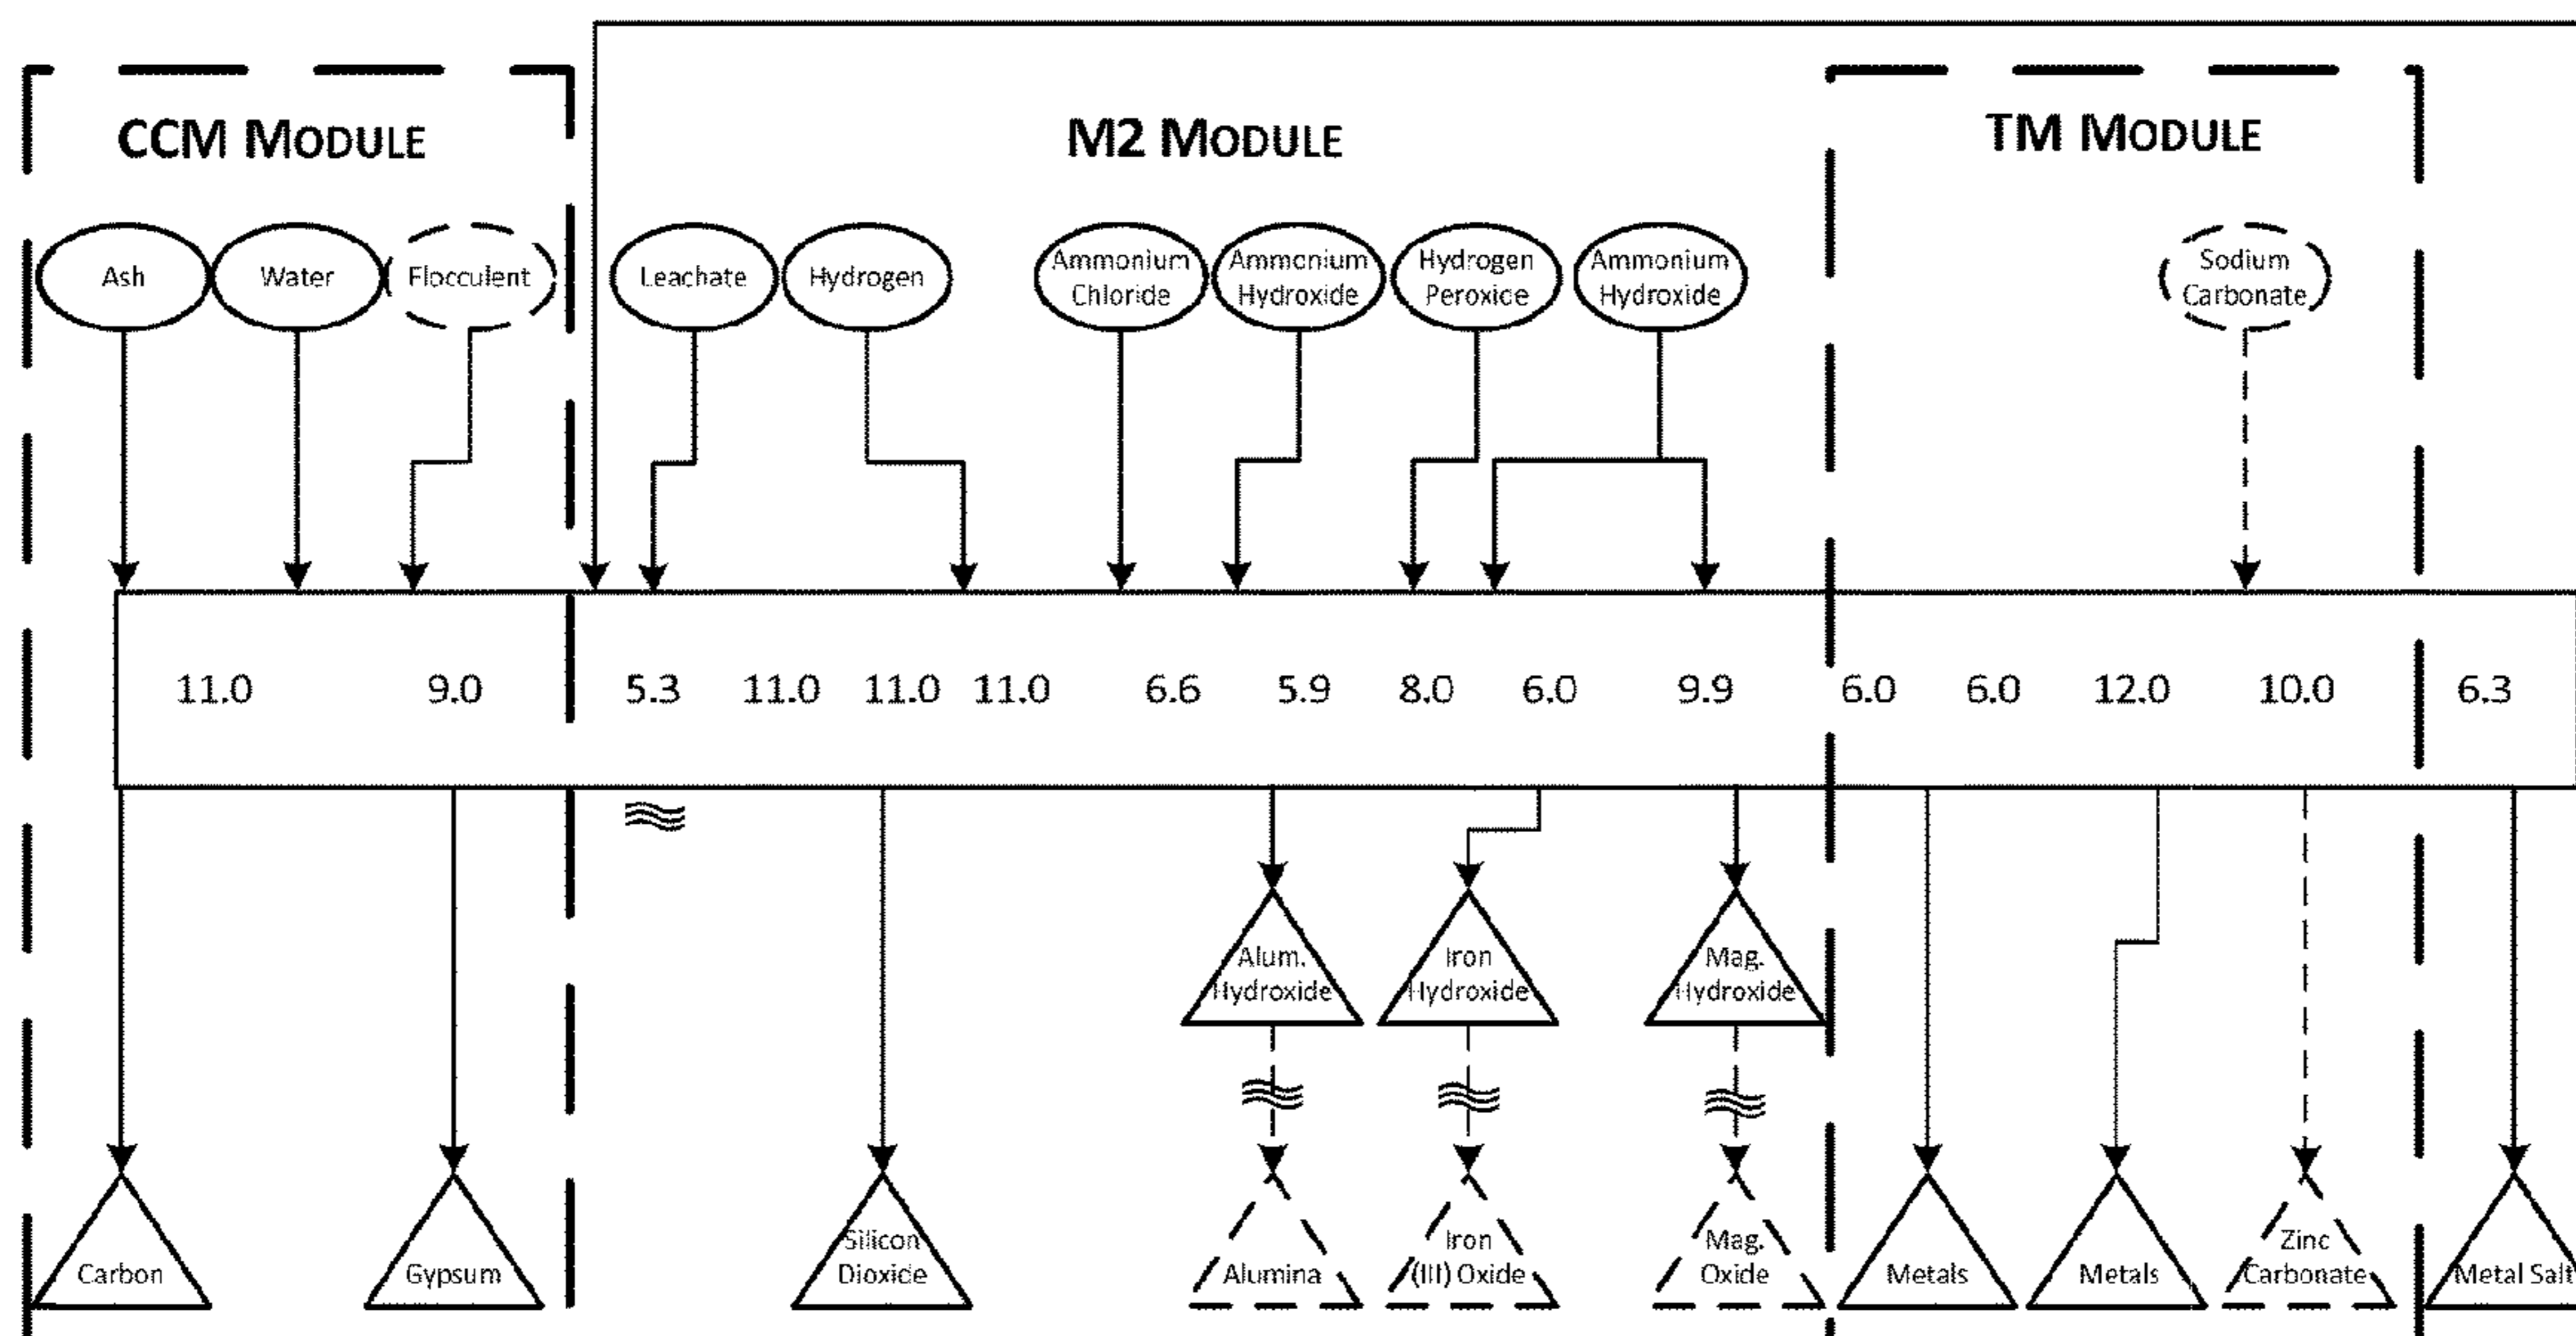 CCM MODULE
M2 MODULE
TM MODULE
Ash
Water
Flocculent
Leachate
Hydrogen
Ammonium
Chloride
Ammonium
Hydroxide
Hydrogen
Peroxice
Ammonium
Hydroxide
Sodium
Carbonate
11.0 9.0 5.3 11.0 11.0 11.0 6.6 5.9 8.0 6.0 9.9 6.0 6.0 12.0 10.0 6.3
Alum.
Hydroxide
Iron
Hydroxide
Mag.
Hydroxide
Carbon
Gypsum
Silicon
Dioxide
Alumina
Iron
(III) Oxide
Mag.
Oxide
Metals
Metals
Zinc
Carbonate
Metal Salt